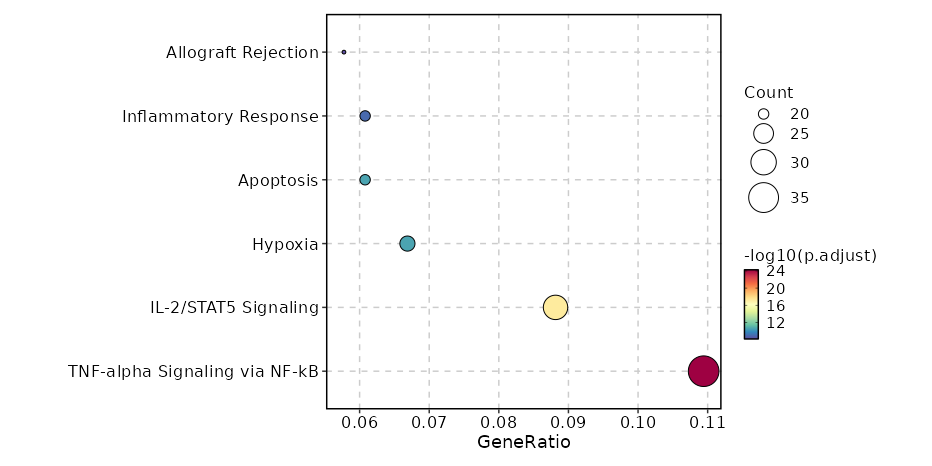 Allograft Rejection
Inflammatory Response
Apoptosis
Hypoxia
IL-2/STAT5 Signaling
TNF-alpha Signaling via NF-kB
0.06 0.07 0.08 0.09 0.10 0.11
GeneRatio
Count
20
25
30
35
-log10(p.adjust)
24
20
16
12